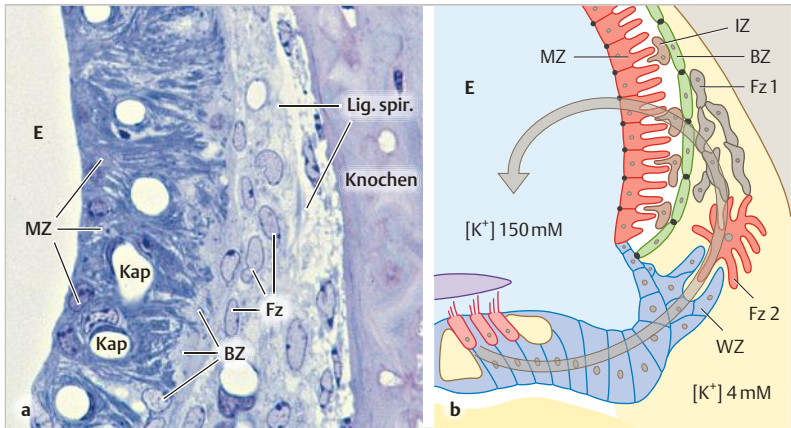 E
Lig. spir.
Knochen
MZ
Kap
Fz
Kap
BZ
a
IZ
MZ
BZ
E
Fz 1
[K⁺] 150 mM
Fz 2
WZ
b
[K⁺] 4 mM